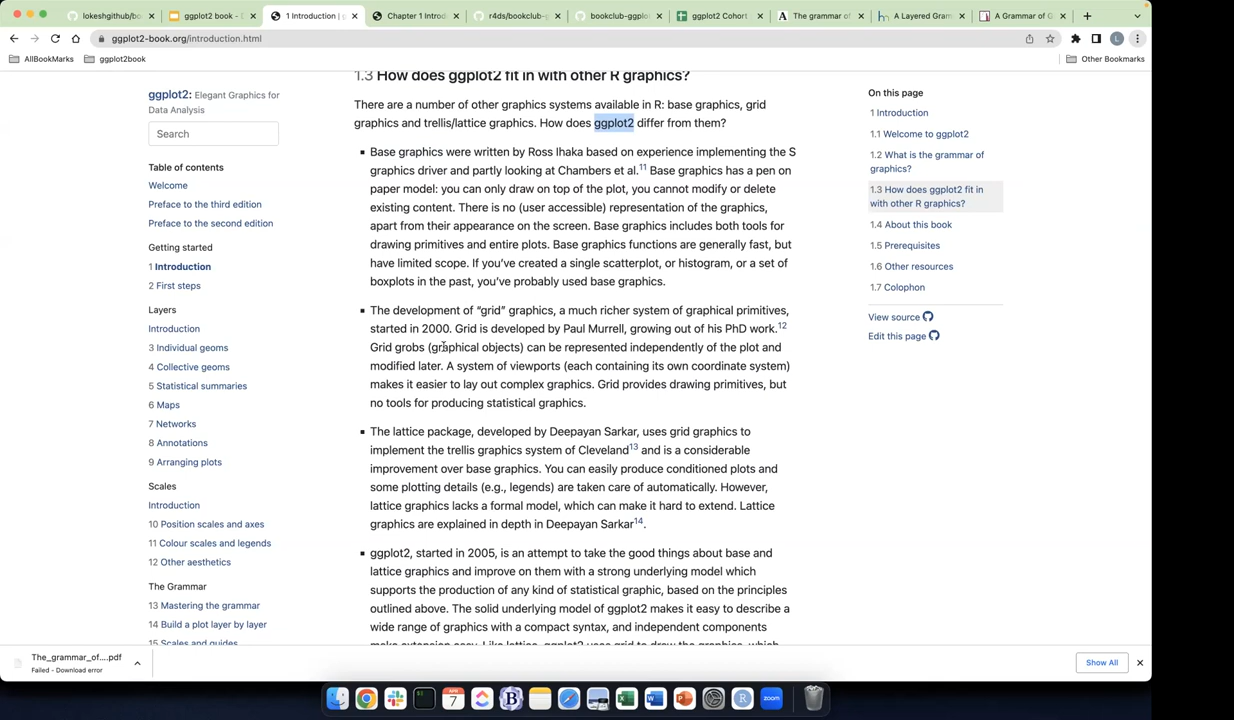 lokeshgithub/bo
ggplot2 book - 
1 Introduction | g
Chapter 1 Introd
r4ds/bookclub-g
bookclub-ggplo
ggplot2 Cohort
The grammar of
A Layered Gram
A Grammar of G
ggplot2-book.org/introduction.html
AllBookMarks
ggplot2book
Other Bookmarks
ggplot2: Elegant Graphics for
Data Analysis
Search
Table of contents
Welcome
Preface to the third edition
Preface to the second edition
Getting started
1 Introduction
2 First steps
Layers
Introduction
3 Individual geoms
4 Collective geoms
5 Statistical summaries
6 Maps
7 Networks
8 Annotations
9 Arranging plots
Scales
Introduction
10 Position scales and axes
11 Colour scales and legends
12 Other aesthetics
The Grammar
13 Mastering the grammar
14 Build a plot layer by layer
15 Scales and guides
1.3 How does ggplot2 fit in with other R graphics?
There are a number of other graphics systems available in R: base graphics, grid
graphics and trellis/lattice graphics. How does ggplot2 differ from them?
▪ Base graphics were written by Ross Ihaka based on experience implementing the S
graphics driver and partly looking at Chambers et al.11 Base graphics has a pen on
paper model: you can only draw on top of the plot, you cannot modify or delete
existing content. There is no (user accessible) representation of the graphics,
apart from their appearance on the screen. Base graphics includes both tools for
drawing primitives and entire plots. Base graphics functions are generally fast, but
have limited scope. If you've created a single scatterplot, or histogram, or a set of
boxplots in the past, you've probably used base graphics.
▪ The development of “grid” graphics, a much richer system of graphical primitives,
started in 2000. Grid is developed by Paul Murrell, growing out of his PhD work.12
Grid grobs (graphical objects) can be represented independently of the plot and
modified later. A system of viewports (each containing its own coordinate system)
makes it easier to lay out complex graphics. Grid provides drawing primitives, but
no tools for producing statistical graphics.
▪ The lattice package, developed by Deepayan Sarkar, uses grid graphics to
implement the trellis graphics system of Cleveland13 and is a considerable
improvement over base graphics. You can easily produce conditioned plots and
some plotting details (e.g., legends) are taken care of automatically. However,
lattice graphics lacks a formal model, which can make it hard to extend. Lattice
graphics are explained in depth in Deepayan Sarkar14.
▪ ggplot2, started in 2005, is an attempt to take the good things about base and
lattice graphics and improve on them with a strong underlying model which
supports the production of any kind of statistical graphic, based on the principles
outlined above. The solid underlying model of ggplot2 makes it easy to describe a
wide range of graphics with a compact syntax, and independent components
make extension easy. Like lattice, ggplot2 uses grid to draw the graphics, which
On this page
1 Introduction
1.1 Welcome to ggplot2
1.2 What is the grammar of
graphics?
1.3 How does ggplot2 fit in
with other R graphics?
1.4 About this book
1.5 Prerequisites
1.6 Other resources
1.7 Colophon
View source
Edit this page
The_grammar_of....pdf
Failed - Download error
Show All
APR
7